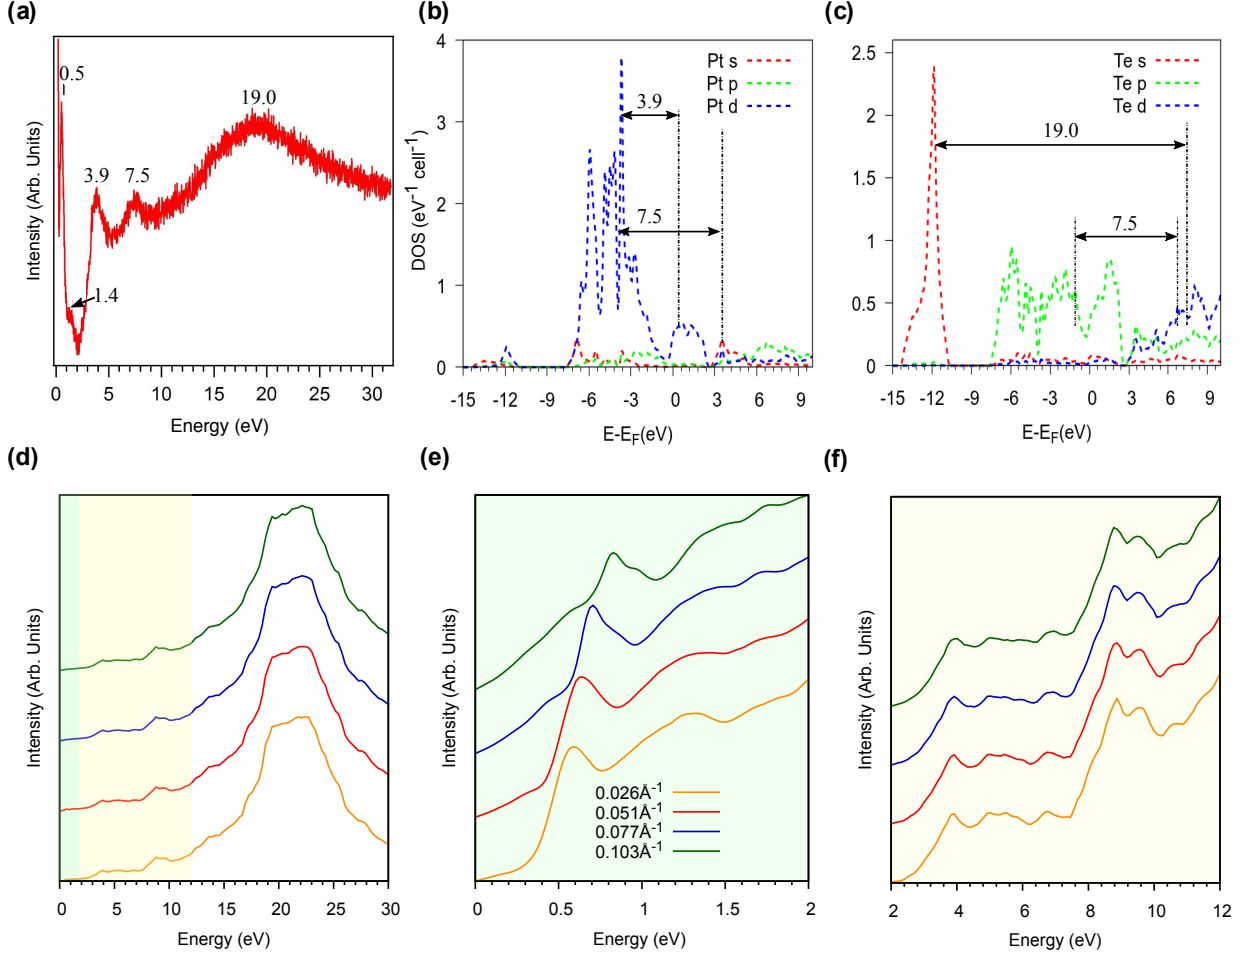 (a)
Intensity (Arb. Units)
0.5
1.4
3.9
7.5
19.0
0 5 10 15 20 25 30
Energy (eV)
(b)
DOS (eV⁻¹ cell⁻¹)
4
3
2
1
0
Pt s
Pt p
Pt d
3.9
7.5
-15 -12 -9 -6 -3 0 3 6 9
E-E_F(eV)
(c)
2.5
2
1.5
1
0.5
0
Te s
Te p
Te d
19.0
7.5
-15 -12 -9 -6 -3 0 3 6 9
E-E_F(eV)
(d)
Intensity (Arb. Units)
0 5 10 15 20 25 30
Energy (eV)
(e)
Intensity (Arb. Units)
0.026Å⁻¹
0.051Å⁻¹
0.077Å⁻¹
0.103Å⁻¹
0 0.5 1 1.5 2
Energy (eV)
(f)
Intensity (Arb. Units)
2 4 6 8 10 12
Energy (eV)